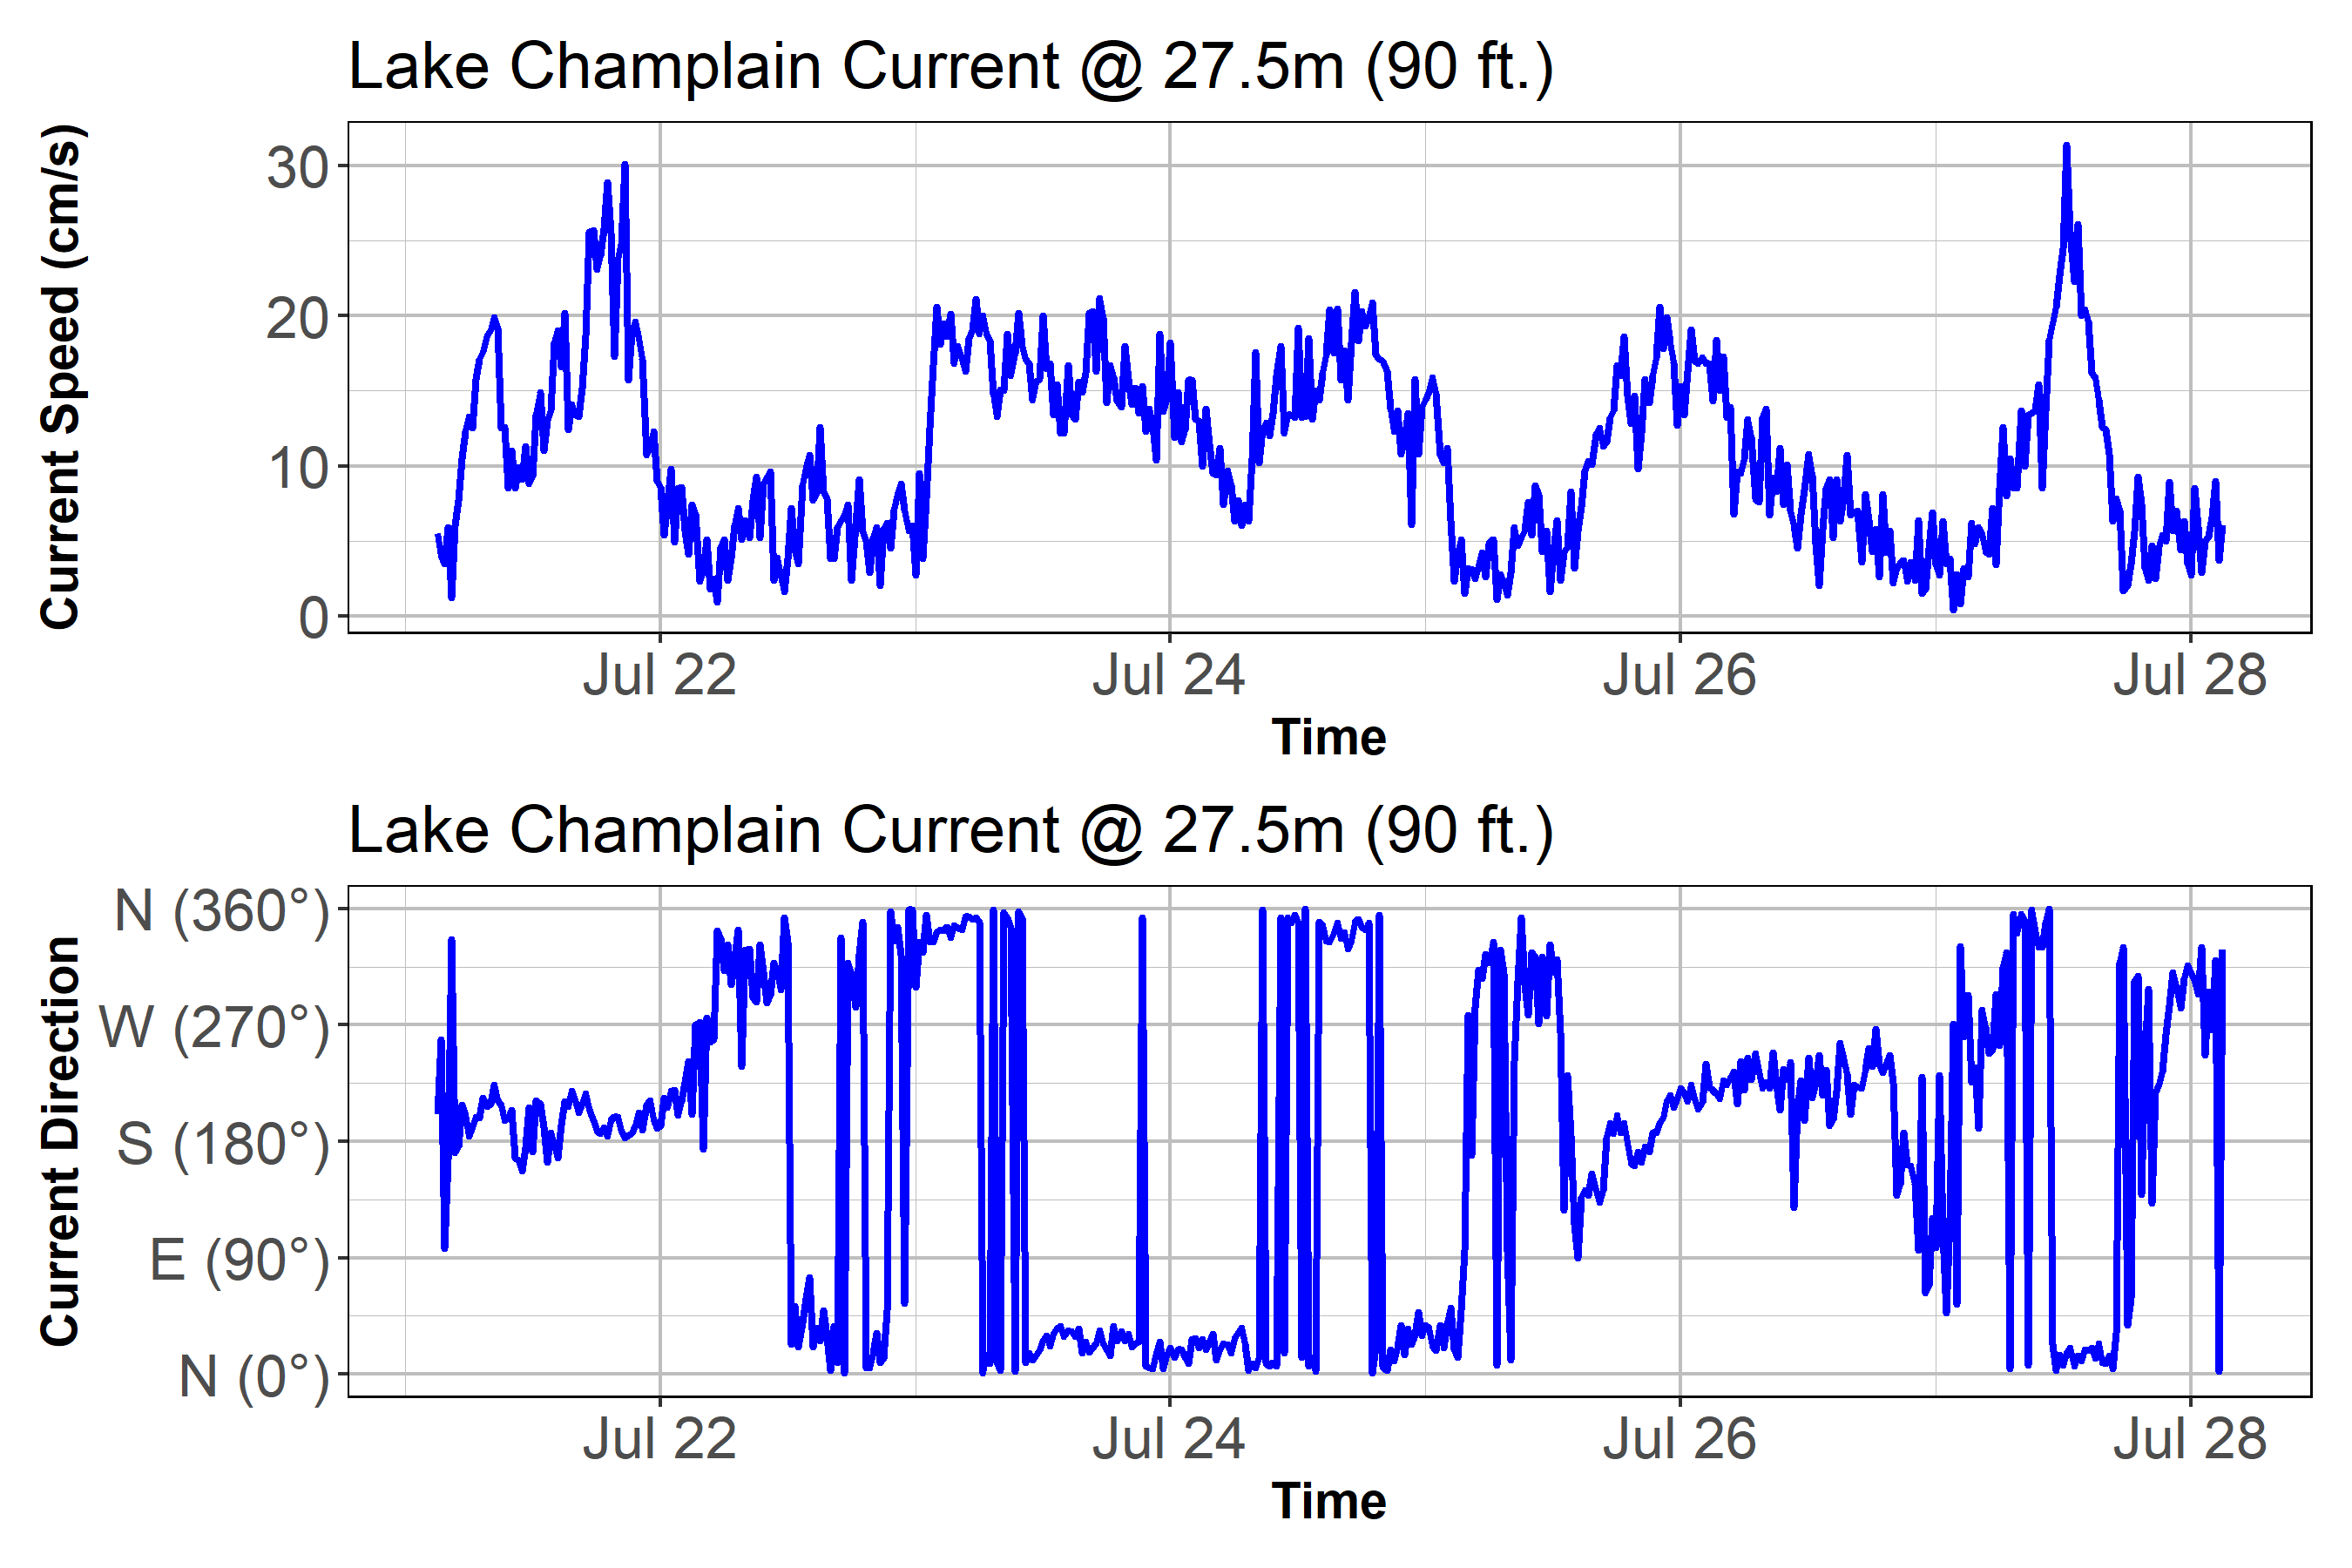 Lake Champlain Current @ 27.5m (90 ft.)
Current Speed (cm/s)
30
20
10
0
Jul 22 Jul 24 Jul 26 Jul 28
Time
Lake Champlain Current @ 27.5m (90 ft.)
Current Direction
N (360°)
W (270°)
S (180°)
E (90°)
N (0°)
Jul 22 Jul 24 Jul 26 Jul 28
Time